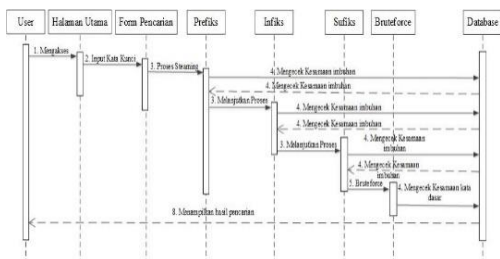 User Halaman Utama Form Pencarian Prefiks Infiks Sufiks Bruteforce Database
1. Mengakses
2. Input Kata Kunci
3. Proses Steaming
4. Mengecek Kesamaan imbuhan
4. Mengecek Kesamaan imbuhan
3. Melanjutkan Proses
4. Mengecek Kesamaan imbuhan
4. Mengecek Kesamaan imbuhan
3. Melanjutkan Proses
4. Mengecek Kesamaan
imbuhan
4. Mengecek Kesamaan
imbuhan
5. Bruteforce
4. Mengecek Kesamaan kata
dasar
8. Menampilkan hasil pencarian